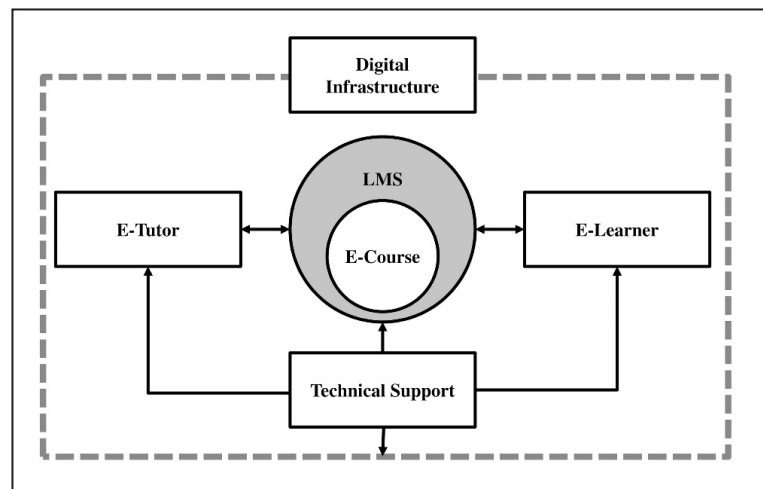 Digital
Infrastructure
LMS
E-Tutor
E-Course
E-Learner
Technical Support